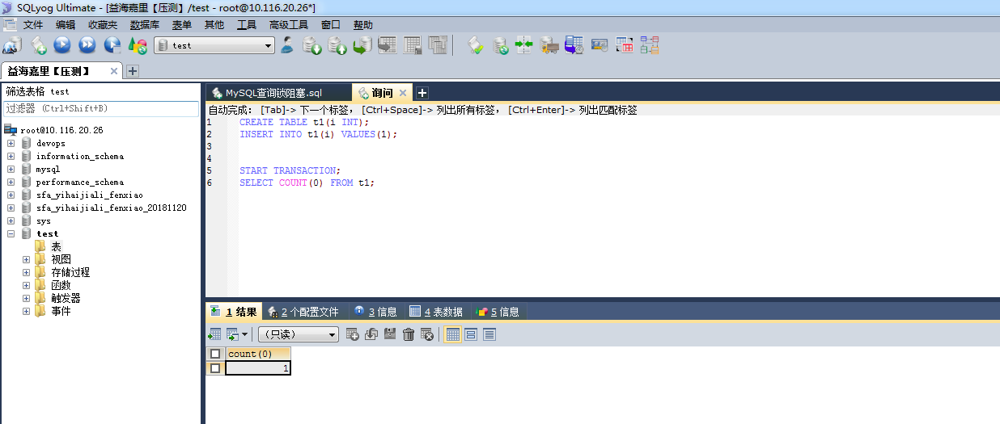 SQLyog Ultimate - [益海嘉里【压测】/test - root@10.116.20.26*]
文件 编辑 收藏夹 数据库 表单 其他 工具 高级工具 窗口 帮助
test
益海嘉里【压测】
筛选表格 test
过滤器 (Ctrl+Shift+B)
root@10.116.20.26
devops
information_schema
mysql
performance_schema
sfa_yihaijiali_fenxiao
sfa_yihaijiali_fenxiao_20181120
sys
test
表
视图
存储过程
函数
触发器
事件
MySQL查询锁阻塞.sql 询问
自动完成: [Tab]-> 下一个标签, [Ctrl+Space]-> 列出所有标签, [Ctrl+Enter]-> 列出匹配标签
1 CREATE TABLE t1(i INT);
2 INSERT INTO t1(i) VALUES(1);
3
4
5 START TRANSACTION;
6 SELECT COUNT(0) FROM t1;
1 结果 2 个配置文件 3 信息 4 表数据 5 信息
(只读)
count(0)
1